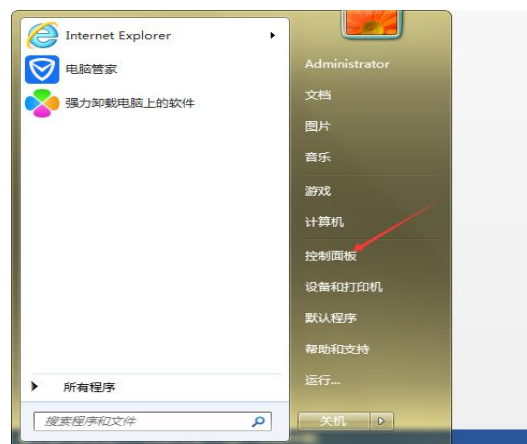 Internet Explorer
电脑管家
强力卸载电脑上的软件
所有程序
搜索程序和文件
Administrator
文档
图片
音乐
游戏
计算机
控制面板
设备和打印机
默认程序
帮助和支持
运行...
关机